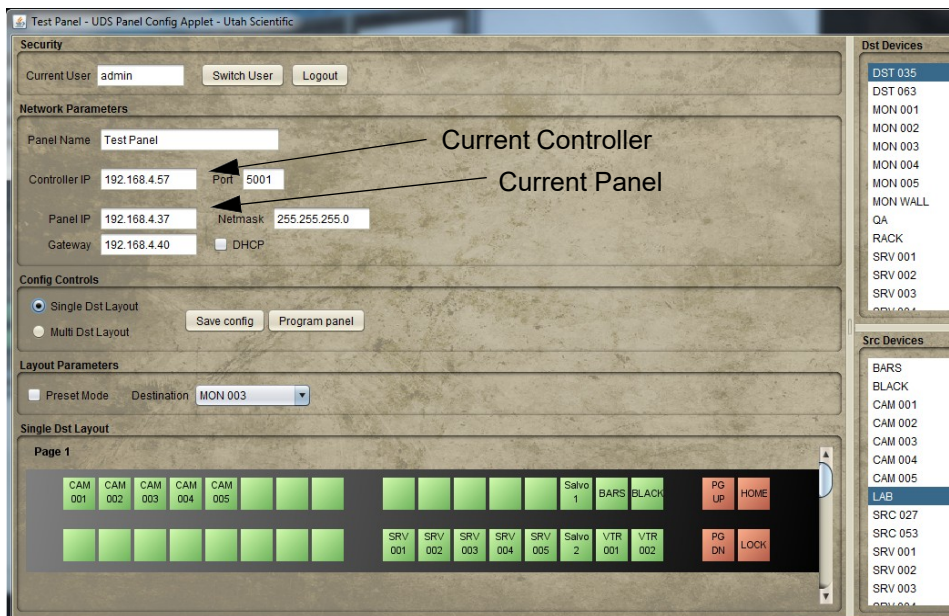 Test Panel - UDS Panel Config Applet - Utah Scientific
Security
Current User admin Switch User Logout
Network Parameters
Panel Name Test Panel
Current Controller
Controller IP 192.168.4.57 Port 5001
Current Panel
Panel IP 192.168.4.37 Netmask 255.255.255.0
Gateway 192.168.4.40 DHCP
Config Controls
Single Dst Layout
Multi Dst Layout
Save config Program panel
Layout Parameters
Preset Mode Destination MON 003
Single Dst Layout
Page 1
CAM 001 CAM 002 CAM 003 CAM 004 CAM 005 Salvo 1 BARS BLACK PG UP HOME
SRV 001 SRV 002 SRV 003 SRV 004 SRV 005 Salvo 2 VTR 001 VTR 002 PG DN LOCK
Dst Devices
DST 035
DST 063
MON 001
MON 002
MON 003
MON 004
MON 005
MON WALL
QA
RACK
SRV 001
SRV 002
SRV 003
SRV 004
Src Devices
BARS
BLACK
CAM 001
CAM 002
CAM 003
CAM 004
CAM 005
LAB
SRC 027
SRC 053
SRV 001
SRV 002
SRV 003
SRV 004